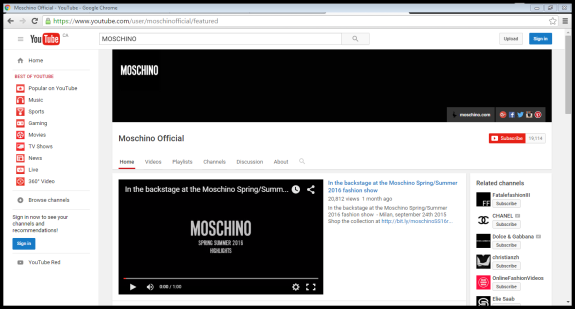 Moschino Official - YouTube - Google Chrome
https://www.youtube.com/user/moschinofficial/featured
YouTube CA
MOSCHINO
Upload
Sign in
Home
BEST OF YOUTUBE
Popular on YouTube
Music
Sports
Gaming
Movies
TV Shows
News
Live
360° Video
Browse channels
Sign in now to see your
channels and
recommendations!
Sign in
YouTube Red
MOSCHINO
moschino.com
Moschino Official
Subscribe
Home Videos Playlists Channels Discussion About
In the backstage at the Moschino Spring/Summ...
MOSCHINO
SPRING SUMMER 2016
HIGHLIGHTS
0:00 / 1:00
In the backstage at the Moschino Spring/Summer
2016 fashion show
20,812 views 1 month ago
In the backstage at the Moschino Spring/Summer
2016 fashion show - Milan, september 24th 2015
Shop the collection at http://bit.ly/moschinoSS16r...
Related channels
FF
Subscribe
CHANEL
Subscribe
Dolce & Gabbana
Subscribe
christianzh
Subscribe
OnlineFashionVideos
Subscribe
Elie Saab